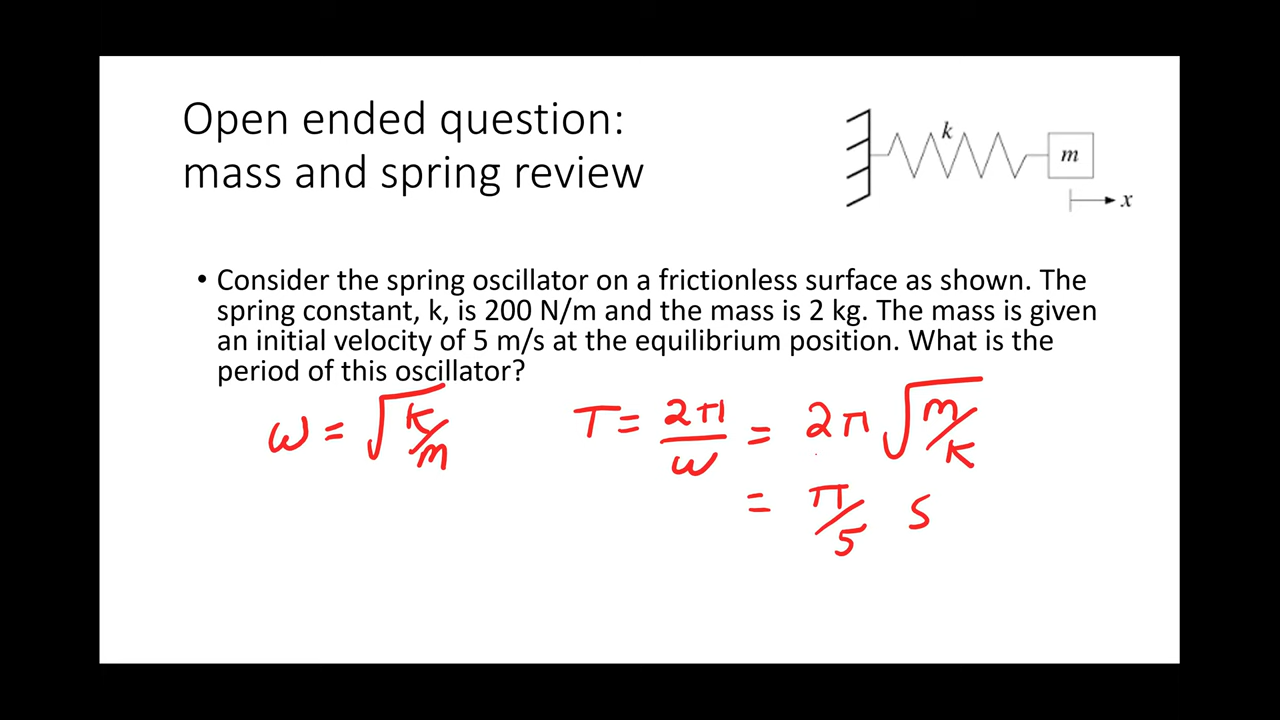 Open ended question:
mass and spring review
k
m
x
• Consider the spring oscillator on a frictionless surface as shown. The
spring constant, k, is 200 N/m and the mass is 2 kg. The mass is given
an initial velocity of 5 m/s at the equilibrium position. What is the
period of this oscillator?
ω = √(k/m)
T = 2π/ω = 2π √(m/k)
= π/5 s